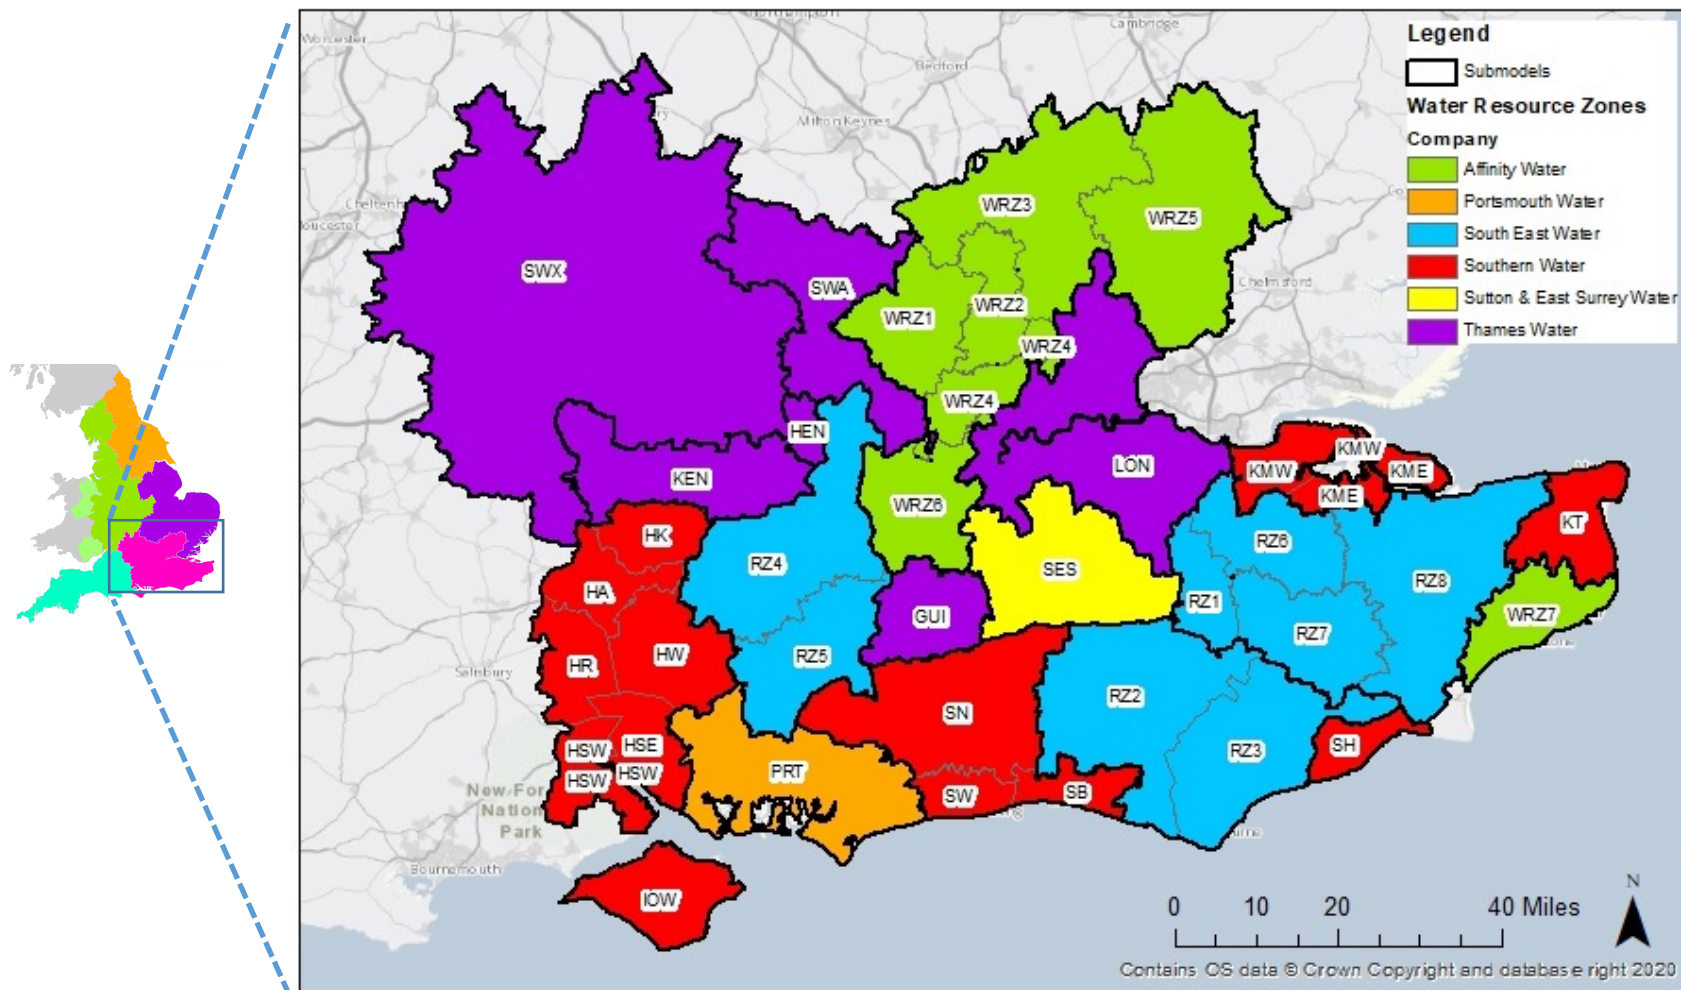 Northampton
Cambridge
Worcester
Bedford
Milton Keynes
Legend
Submodels
Water Resource Zones
Company
Affinity Water
Portsmouth Water
South East Water
Southern Water
Sutton & East Surrey Water
Thames Water
WRZ3
WRZ5
SWX
SWA
WRZ2
WRZ1
WRZ4
WRZ4
Chelmsford
HEN
KEN
LON
KMW
KMW
KME
KME
WRZ6
HK
RZ4
HA
SES
GUI
RZ6
RZ8
KT
RZ1
RZ7
WRZ7
HR
HW
RZ5
Salisbury
RZ2
SN
HSW
HSE
RZ3
SH
HSW
HSW
PRT
SW
SB
New For
Nation
Park
Bournemouth
IOW
N
0 10 20 40 Miles
Contains OS data © Crown Copyright and database right 2020